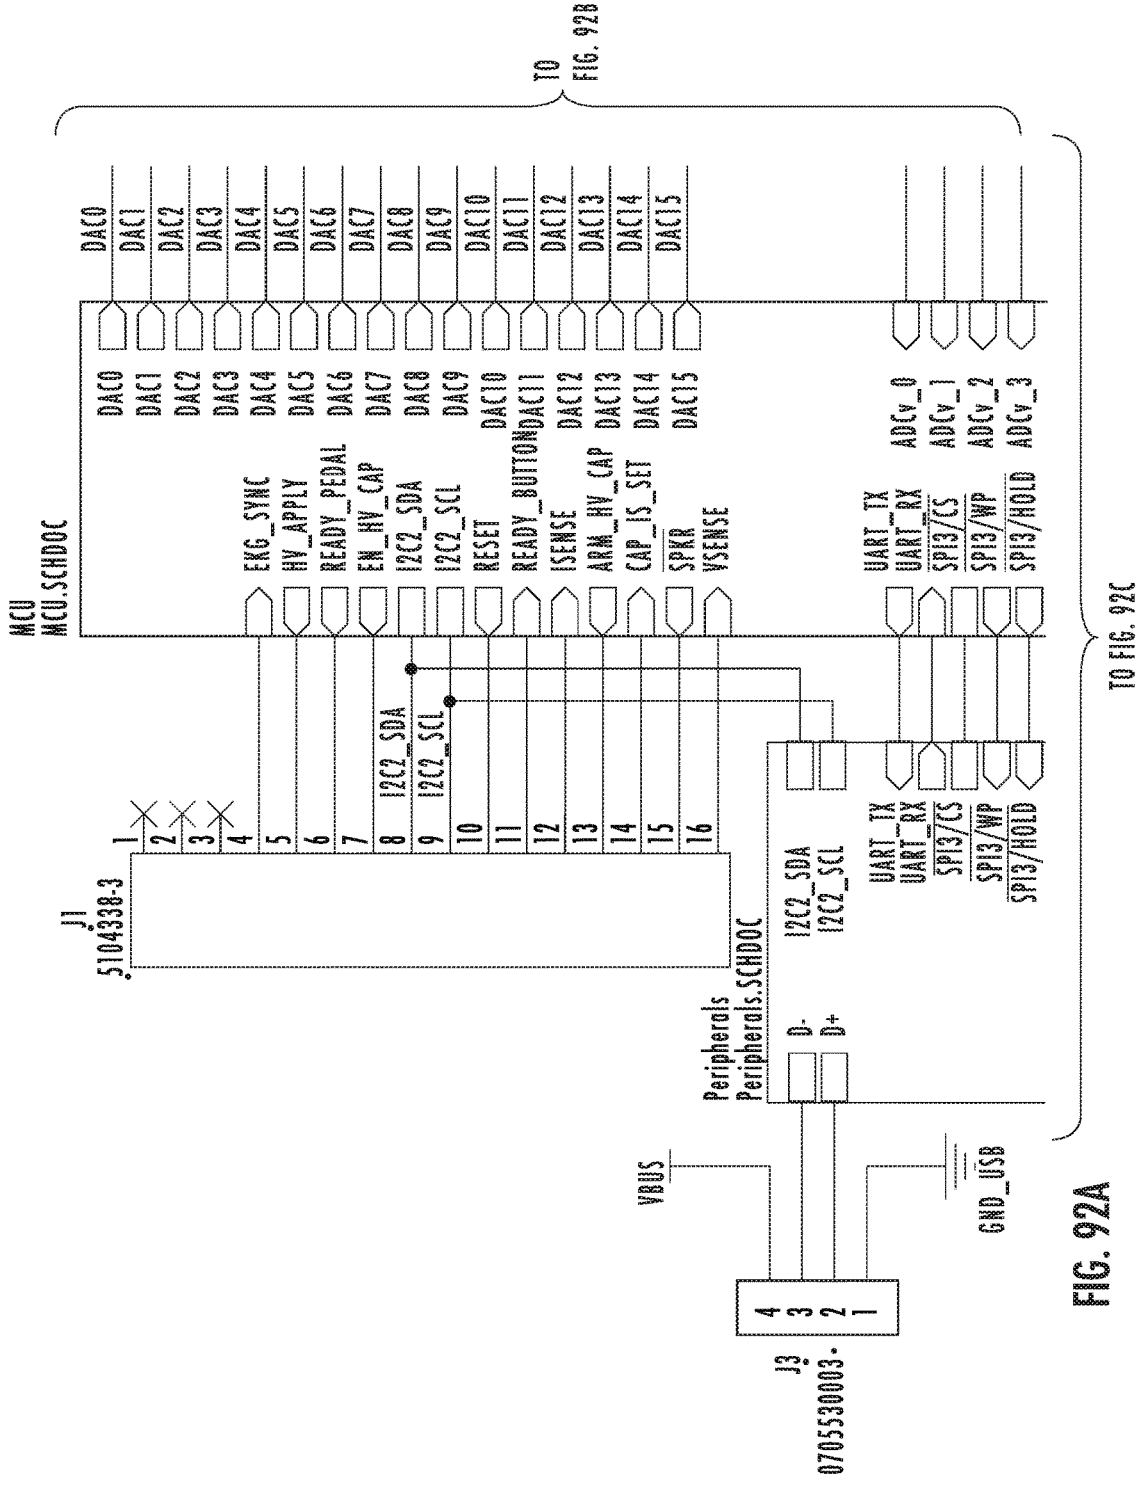 MCU
MCU.SCHDOC
EKG_SYNC
HV_APPLY
READY_PEDAL
EN_HV_CAP
I2C2_SDA
I2C2_SCL
RESET
READY_BUTTON
ISENSE
ARM_HV_CAP
CAP_IS_SET
SPKR
VSENSE
UART_TX
UART_RX
SPI3/CS
SPI3/WP
SPI3/HOLD
DAC0
DAC1
DAC2
DAC3
DAC4
DAC5
DAC6
DAC7
DAC8
DAC9
DAC10
DAC11
DAC12
DAC13
DAC14
DAC15
ADCv_0
ADCv_1
ADCv_2
ADCv_3
DAC0
DAC1
DAC2
DAC3
DAC4
DAC5
DAC6
DAC7
DAC8
DAC9
DAC10
DAC11
DAC12
DAC13
DAC14
DAC15
TO
FIG. 92B
J1
5104338-3
1
2
3
4
5
6
7
8
9
10
11
12
13
14
15
16
I2C2_SDA
I2C2_SCL
Peripherals
Peripherals.SCHDOC
D-
D+
I2C2_SDA
I2C2_SCL
UART_TX
UART_RX
SPI3/CS
SPI3/WP
SPI3/HOLD
VBUS
GND_USB
4
3
2
1
J3
0705530003
TO FIG. 92C
FIG. 92A